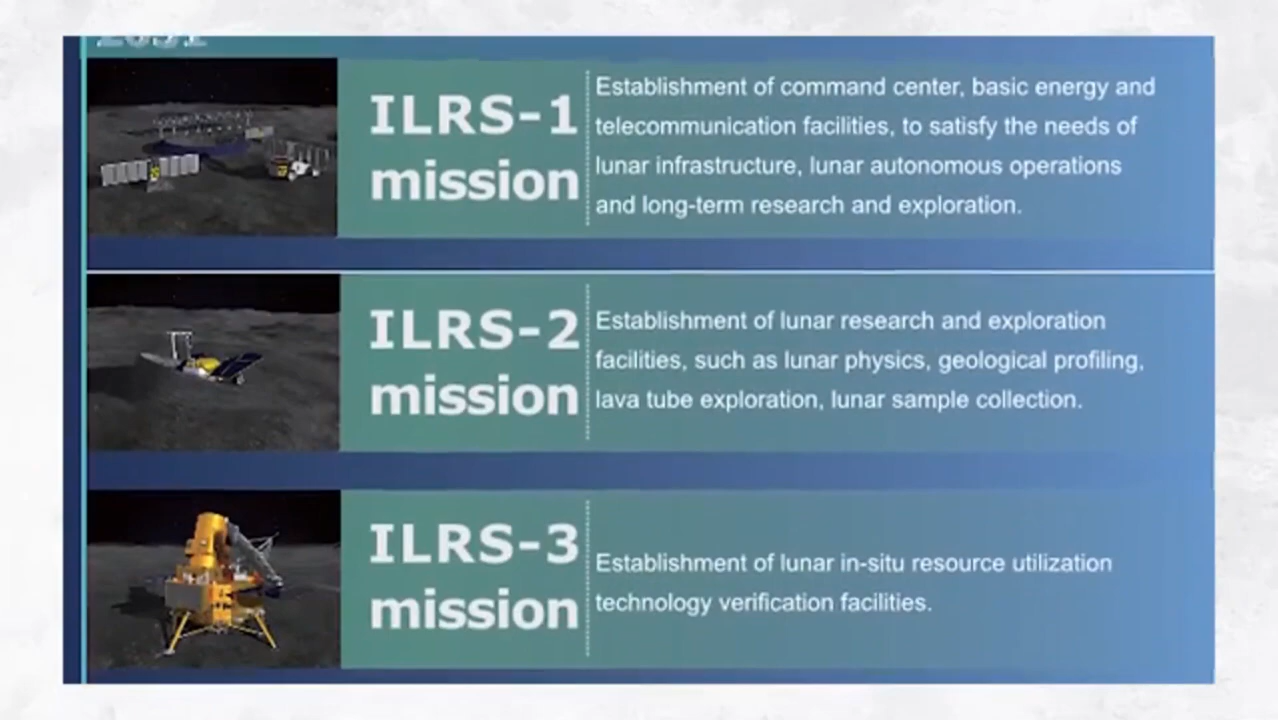 ILRS-1
mission
Establishment of command center, basic energy and
telecommunication facilities, to satisfy the needs of
lunar infrastructure, lunar autonomous operations
and long-term research and exploration.
ILRS-2
mission
Establishment of lunar research and exploration
facilities, such as lunar physics, geological profiling,
lava tube exploration, lunar sample collection.
ILRS-3
mission
Establishment of lunar in-situ resource utilization
technology verification facilities.